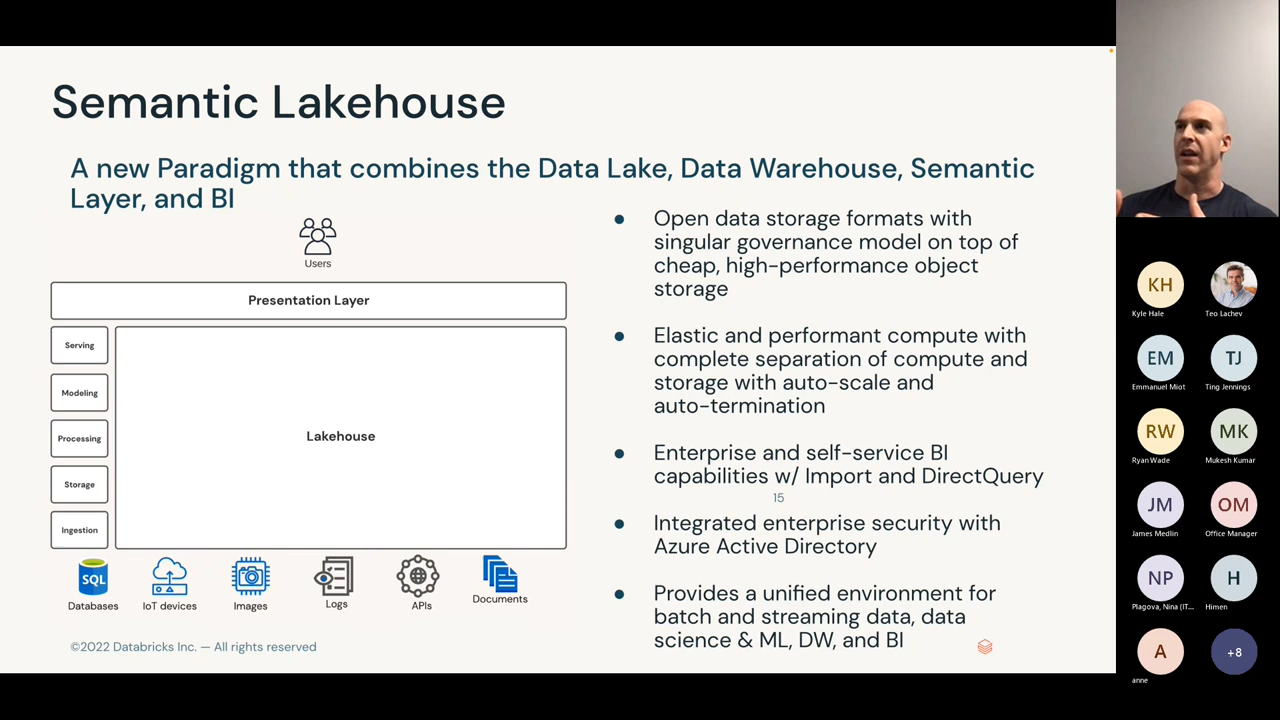 Semantic Lakehouse
A new Paradigm that combines the Data Lake, Data Warehouse, Semantic
Layer, and BI
Users
Presentation Layer
Serving
Modeling
Processing
Storage
Ingestion
Lakehouse
SQL
Databases
IoT devices
Images
Logs
APIs
Documents
● Open data storage formats with
singular governance model on top of
cheap, high-performance object
storage
● Elastic and performant compute with
complete separation of compute and
storage with auto-scale and
auto-termination
● Enterprise and self-service BI
capabilities w/ Import and DirectQuery
15
● Integrated enterprise security with
Azure Active Directory
● Provides a unified environment for
batch and streaming data, data
science & ML, DW, and BI
©2022 Databricks Inc. — All rights reserved
KH
Kyle Hale
Teo Lachev
EM
Emmanuel Miot
TJ
Ting Jennings
RW
Ryan Wade
MK
Mukesh Kumar
JM
James Medlin
OM
Office Manager
NP
Plagova, Nina (IT...
H
Himen
A
anne
+8